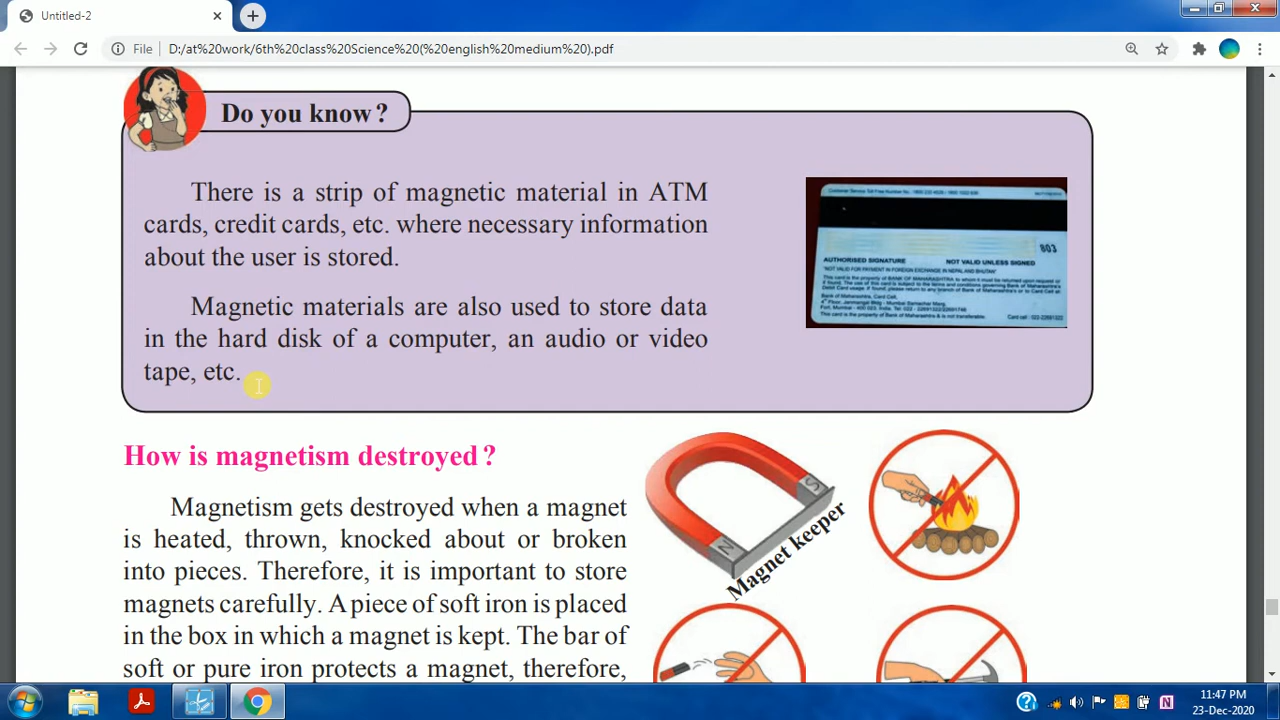 Untitled-2
File
D:/at%20work/6th%20class%20Science%20(%20english%20medium%20).pdf
Do you know?
There is a strip of magnetic material in ATM
cards, credit cards, etc. where necessary information
about the user is stored.
Magnetic materials are also used to store data
in the hard disk of a computer, an audio or video
tape, etc.
803
AUTHORISED SIGNATURE
NOT VALID UNLESS SIGNED
How is magnetism destroyed?
Magnetism gets destroyed when a magnet
is heated, thrown, knocked about or broken
into pieces. Therefore, it is important to store
magnets carefully. A piece of soft iron is placed
in the box in which a magnet is kept. The bar of
soft or pure iron protects a magnet, therefore,
S
N
Magnet keeper
11:47 PM
23-Dec-2020